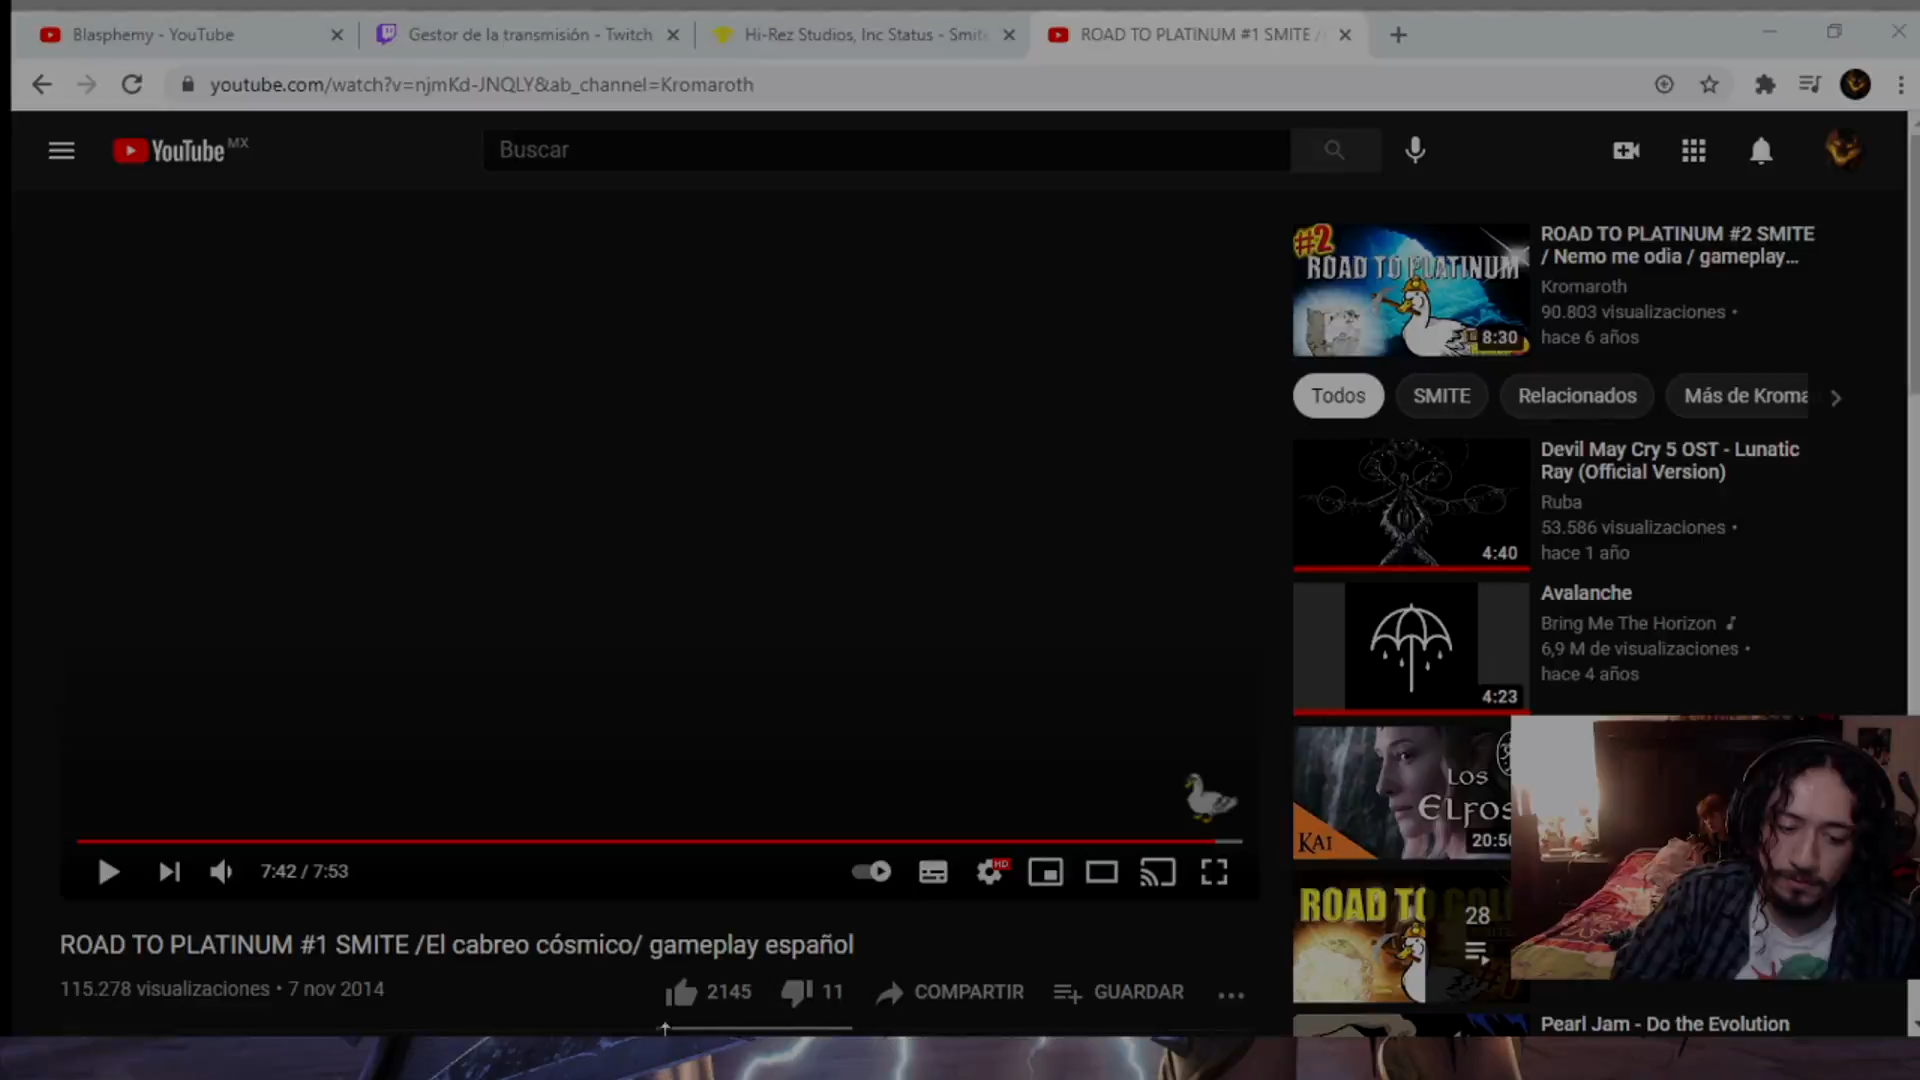 Blasphemy - YouTube
Gestor de la transmisión - Twitch
Hi-Rez Studios, Inc Status - Smite
ROAD TO PLATINUM #1 SMITE /
youtube.com/watch?v=njmKd-JNQLY&ab_channel=Kromaroth
YouTube MX
Buscar
#2
ROAD TO PLATINUM
8:30
ROAD TO PLATINUM #2 SMITE
/ Nemo me odia / gameplay...
Kromaroth
90.803 visualizaciones •
hace 6 años
Todos
SMITE
Relacionados
Más de Kroma
4:40
Devil May Cry 5 OST - Lunatic
Ray (Official Version)
Ruba
53.586 visualizaciones •
hace 1 año
4:23
Avalanche
Bring Me The Horizon
6,9 M de visualizaciones •
hace 4 años
LOS
ELFOS
KAI
20:50
ROAD TO GOLD
28
Pearl Jam - Do the Evolution
7:42 / 7:53
HD
ROAD TO PLATINUM #1 SMITE /El cabreo cósmico/ gameplay español
115.278 visualizaciones • 7 nov 2014
2145
11
COMPARTIR
GUARDAR